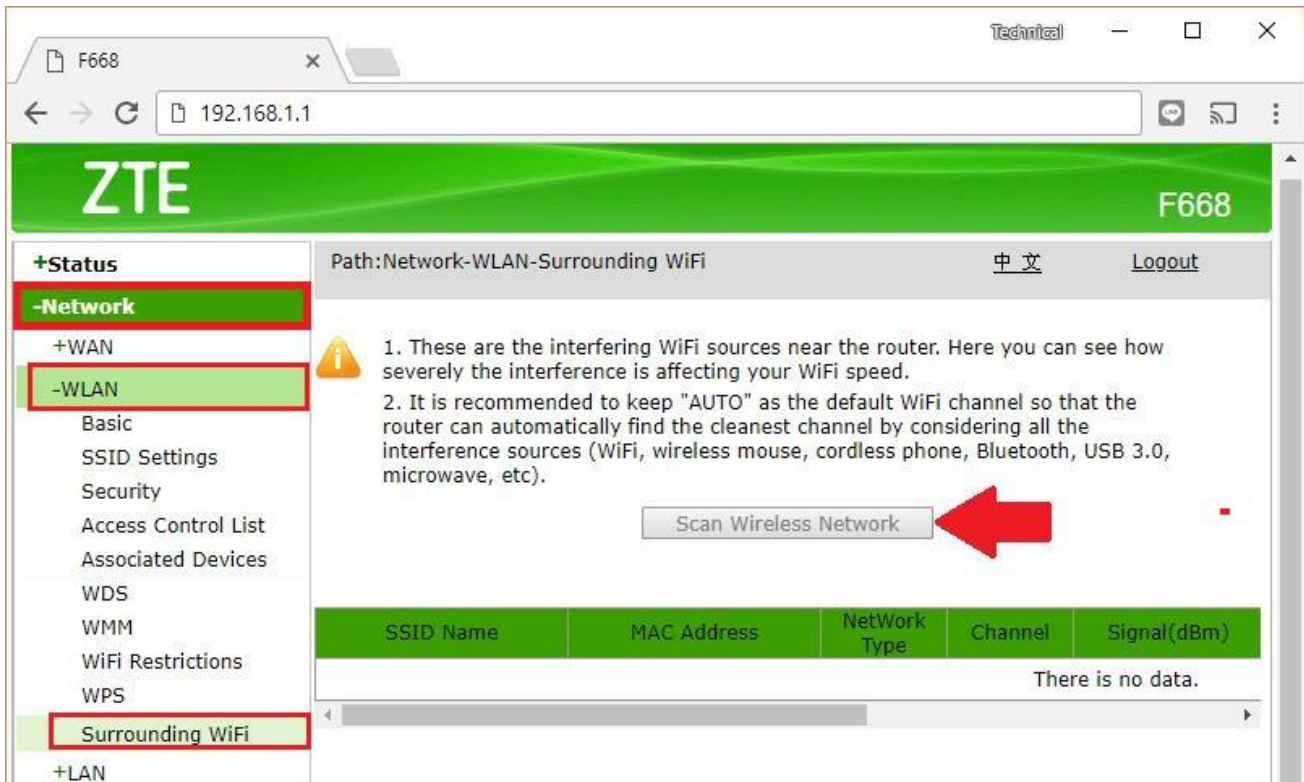 Technical
F668
192.168.1.1
ZTE
F668
+Status
Path:Network-WLAN-Surrounding WiFi
中 文
Logout
-Network
+WAN
-WLAN
Basic
SSID Settings
Security
Access Control List
Associated Devices
WDS
WMM
WiFi Restrictions
WPS
Surrounding WiFi
+LAN
1. These are the interfering WiFi sources near the router. Here you can see how
severely the interference is affecting your WiFi speed.
2. It is recommended to keep "AUTO" as the default WiFi channel so that the
router can automatically find the cleanest channel by considering all the
interference sources (WiFi, wireless mouse, cordless phone, Bluetooth, USB 3.0,
microwave, etc).
Scan Wireless Network
SSID Name
MAC Address
NetWork
Type
Channel
Signal(dBm)
There is no data.